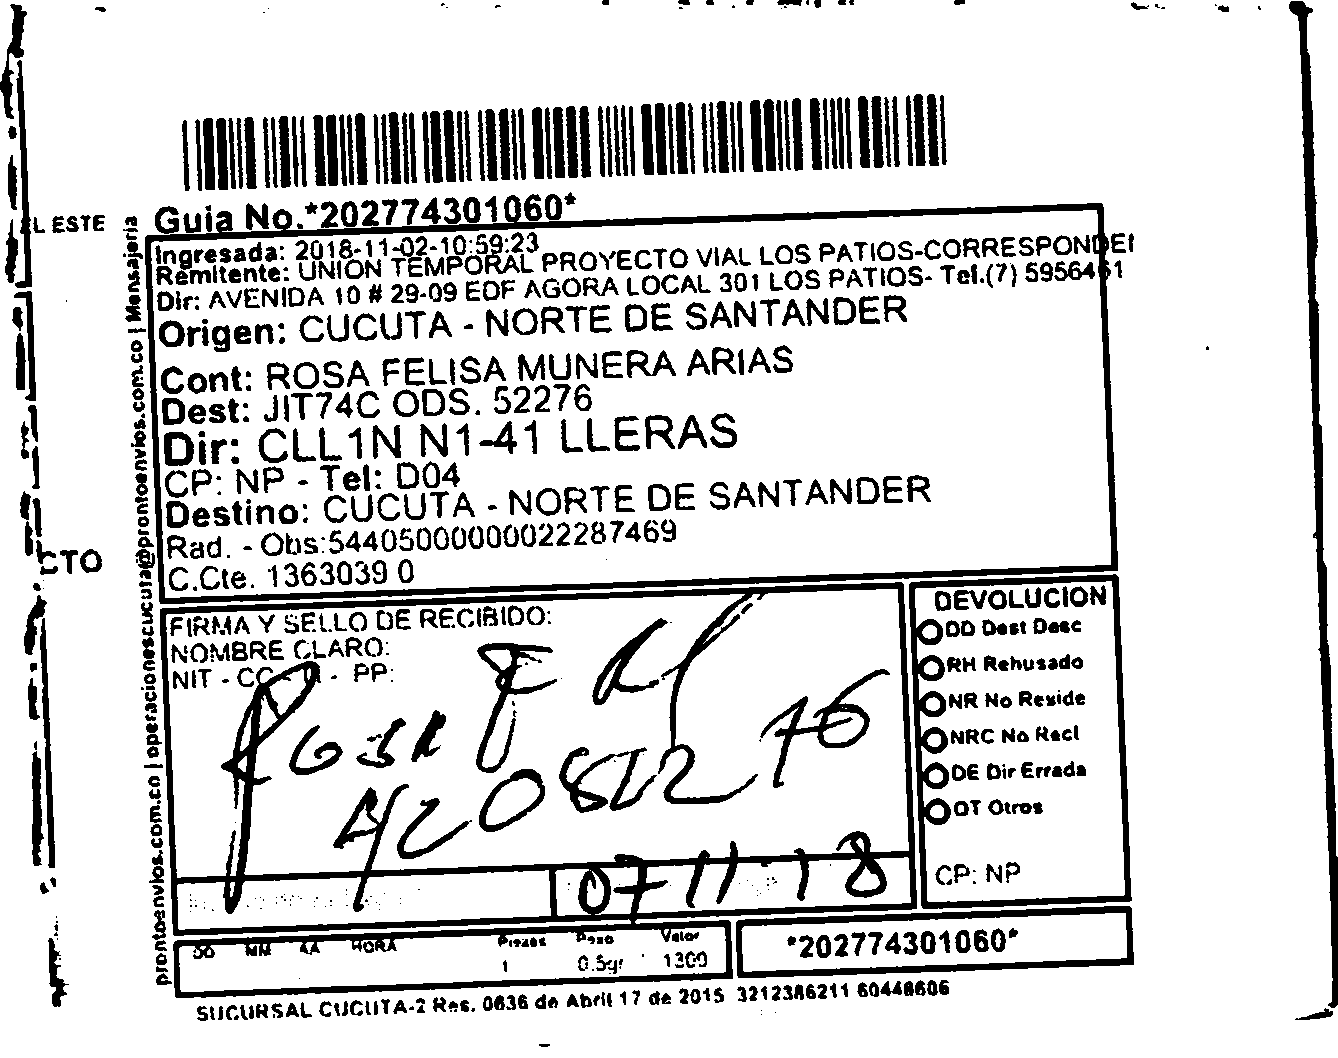 Guia No.*202774301060*
Ingresada: 2018-11-02-10:59:23
Remitente: UNION TEMPORAL PROYECTO VIAL LOS PATIOS-CORRESPONDEI
Dir: AVENIDA 10 # 29-09 EDF AGORA LOCAL 301 LOS PATIOS- Tel.(7) 5956461
Origen: CUCUTA - NORTE DE SANTANDER
Cont: ROSA FELISA MUNERA ARIAS
Dest: JIT74C ODS. 52276
Dir: CLL1N N1-41 LLERAS
CP: NP - Tel: D04
Destino: CUCUTA - NORTE DE SANTANDER
Rad. - Obs:54405000000022287469
C.Cte. 1363039 0
L ESTE
CTO
prontoenvios.com.co | operacionescucuta@prontoenvios.com.co | Mensajeria
FIRMA Y SELLO DE RECIBIDO:
NOMBRE CLARO:
NIT - CC - - PP:
Rosa
07-11-18
DEVOLUCION
DD Dest Desc
RH Rehusado
NR No Reside
NRC No Recl
DE Dir Errada
OT Otros
CP: NP
DD MM AA HORA Piezas Peso Valor
1 0.5gr 1300
*202774301060*
SUCURSAL CUCUTA-2 Res. 0636 de Abril 17 de 2015 3212386211 60448606